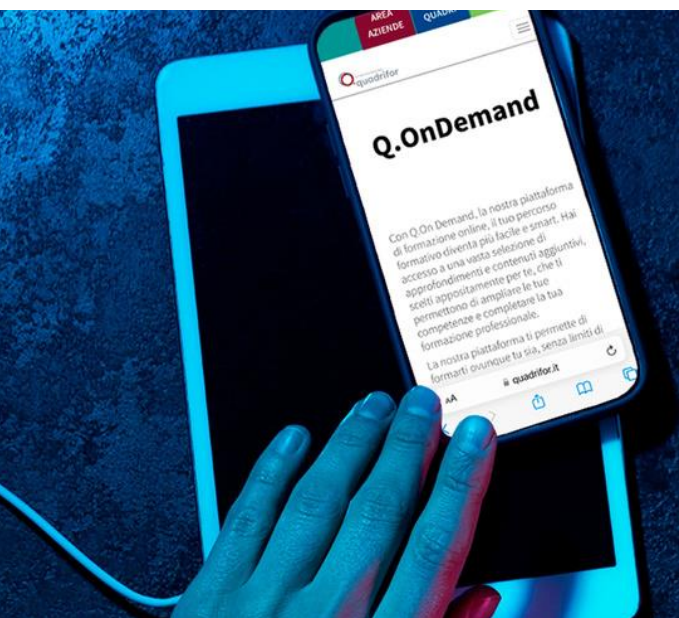 AREA
AZIENDE
quadrifor
Q.OnDemand
Con Q.On Demand, la nostra piattaforma
di formazione online, il tuo percorso
formativo diventa più facile e smart. Hai
accesso a una vasta selezione di
approfondimenti e contenuti aggiuntivi,
scelti appositamente per te, che ti
permettono di ampliare le tue
competenze e completare la tua
formazione professionale.
La nostra piattaforma ti permette di
formarti ovunque tu sia, senza limiti di
AA quadrifor.it